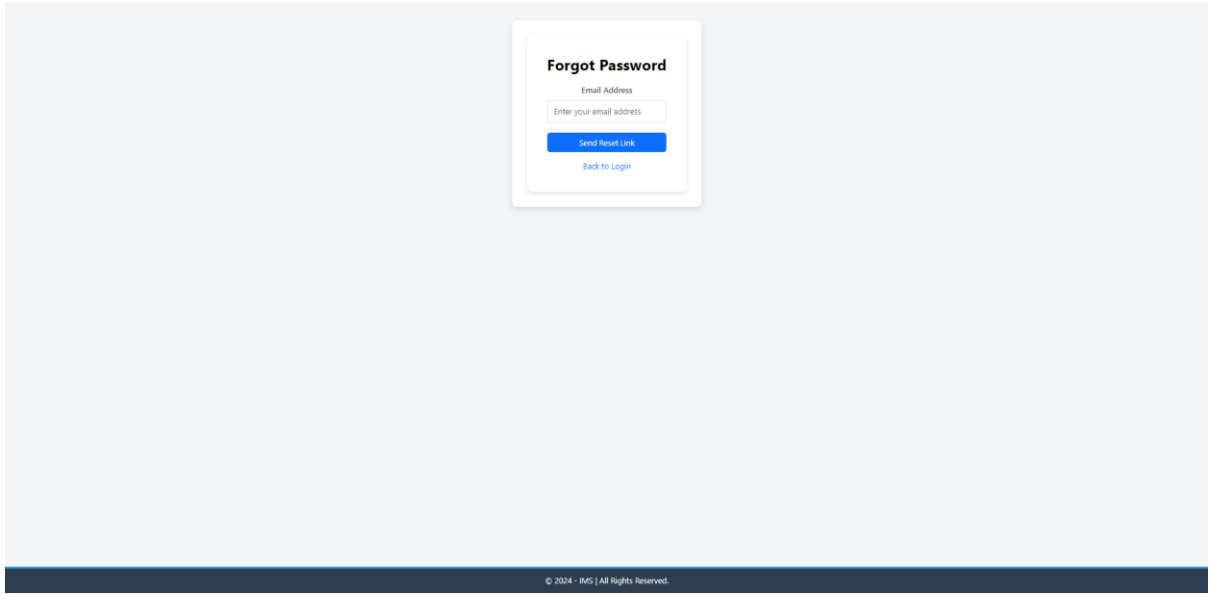 Forgot Password
Email Address
Enter your email address
Send Reset Link
Back to Login
© 2024 - IMS | All Rights Reserved.